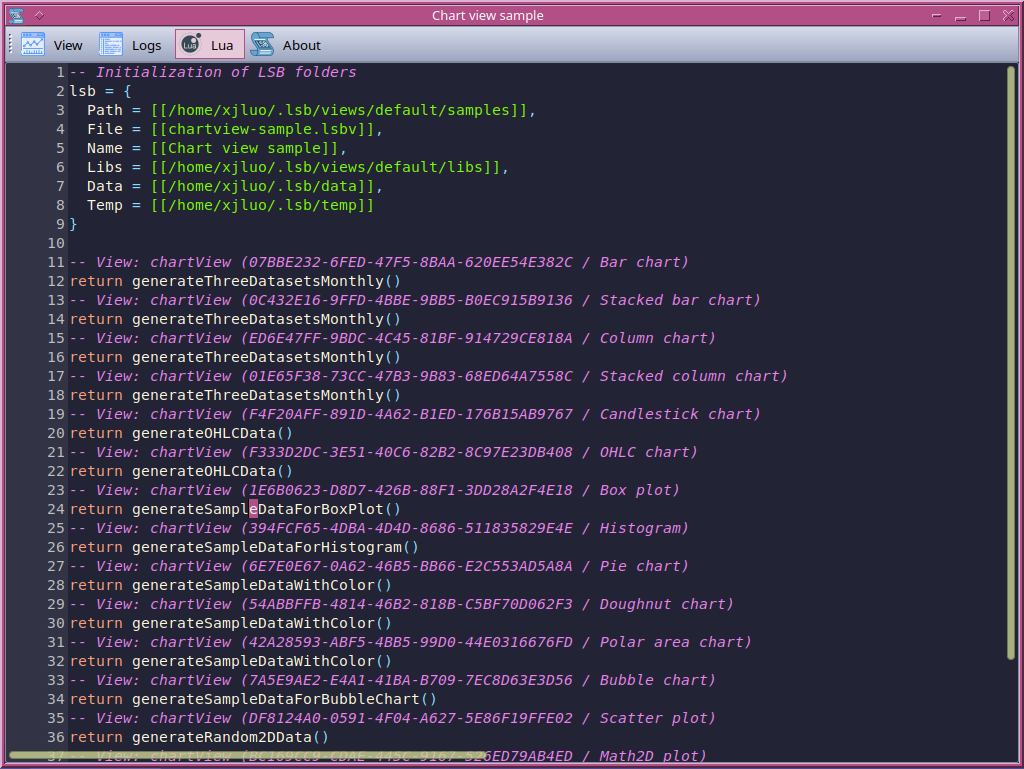 Chart view sample
View Logs Lua Lua About
1 -- Initialization of LSB folders
2 lsb = {
3 Path = [[/home/xjluo/.lsb/views/default/samples]],
4 File = [[chartview-sample.lsbv]],
5 Name = [[Chart view sample]],
6 Libs = [[/home/xjluo/.lsb/views/default/libs]],
7 Data = [[/home/xjluo/.lsb/data]],
8 Temp = [[/home/xjluo/.lsb/temp]]
9 }
10
11 -- View: chartView (07BBE232-6FED-47F5-8BAA-620EE54E382C / Bar chart)
12 return generateThreeDatasetsMonthly()
13 -- View: chartView (0C432E16-9FFD-4BBE-9BB5-B0EC915B9136 / Stacked bar chart)
14 return generateThreeDatasetsMonthly()
15 -- View: chartView (ED6E47FF-9BDC-4C45-81BF-914729CE818A / Column chart)
16 return generateThreeDatasetsMonthly()
17 -- View: chartView (01E65F38-73CC-47B3-9B83-68ED64A7558C / Stacked column chart)
18 return generateThreeDatasetsMonthly()
19 -- View: chartView (F4F20AFF-891D-4A62-B1ED-176B15AB9767 / Candlestick chart)
20 return generateOHLCData()
21 -- View: chartView (F333D2DC-3E51-40C6-82B2-8C97E23DB408 / OHLC chart)
22 return generateOHLCData()
23 -- View: chartView (1E6B0623-D8D7-426B-88F1-3DD28A2F4E18 / Box plot)
24 return generateSampleDataForBoxPlot()
25 -- View: chartView (394FCF65-4DBA-4D4D-8686-511835829E4E / Histogram)
26 return generateSampleDataForHistogram()
27 -- View: chartView (6E7E0E67-0A62-46B5-BB66-E2C553AD5A8A / Pie chart)
28 return generateSampleDataWithColor()
29 -- View: chartView (54ABBFFB-4814-46B2-818B-C5BF70D062F3 / Doughnut chart)
30 return generateSampleDataWithColor()
31 -- View: chartView (42A28593-ABF5-4BB5-99D0-44E0316676FD / Polar area chart)
32 return generateSampleDataWithColor()
33 -- View: chartView (7A5E9AE2-E4A1-41BA-B709-7EC8D63E3D56 / Bubble chart)
34 return generateSampleDataForBubbleChart()
35 -- View: chartView (DF8124A0-0591-4F04-A627-5E86F19FFE02 / Scatter plot)
36 return generateRandom2DData()
37 -- View: chartView / Math2D plot)